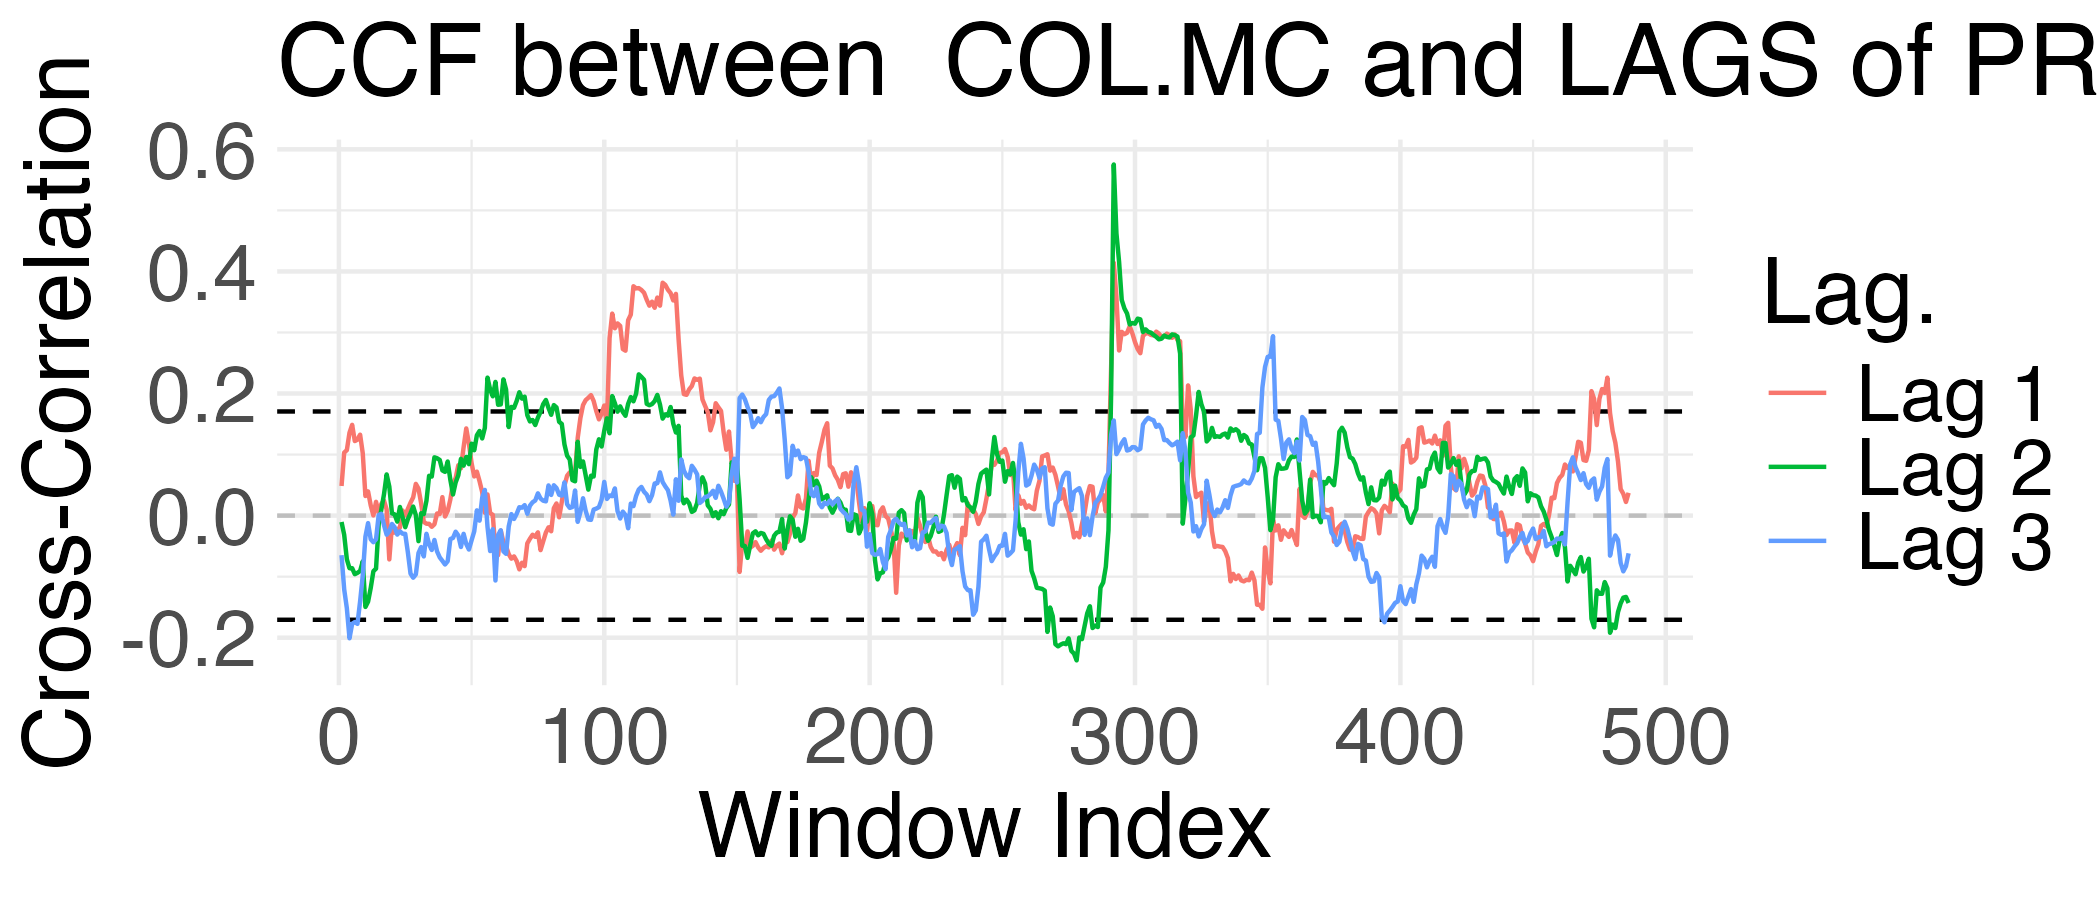 CCF between  COL.MC and LAGS of PR
Cross-Correlation
0.6
0.4
0.2
0.0
-0.2
0 100 200 300 400 500
Window Index
Lag.
Lag 1
Lag 2
Lag 3